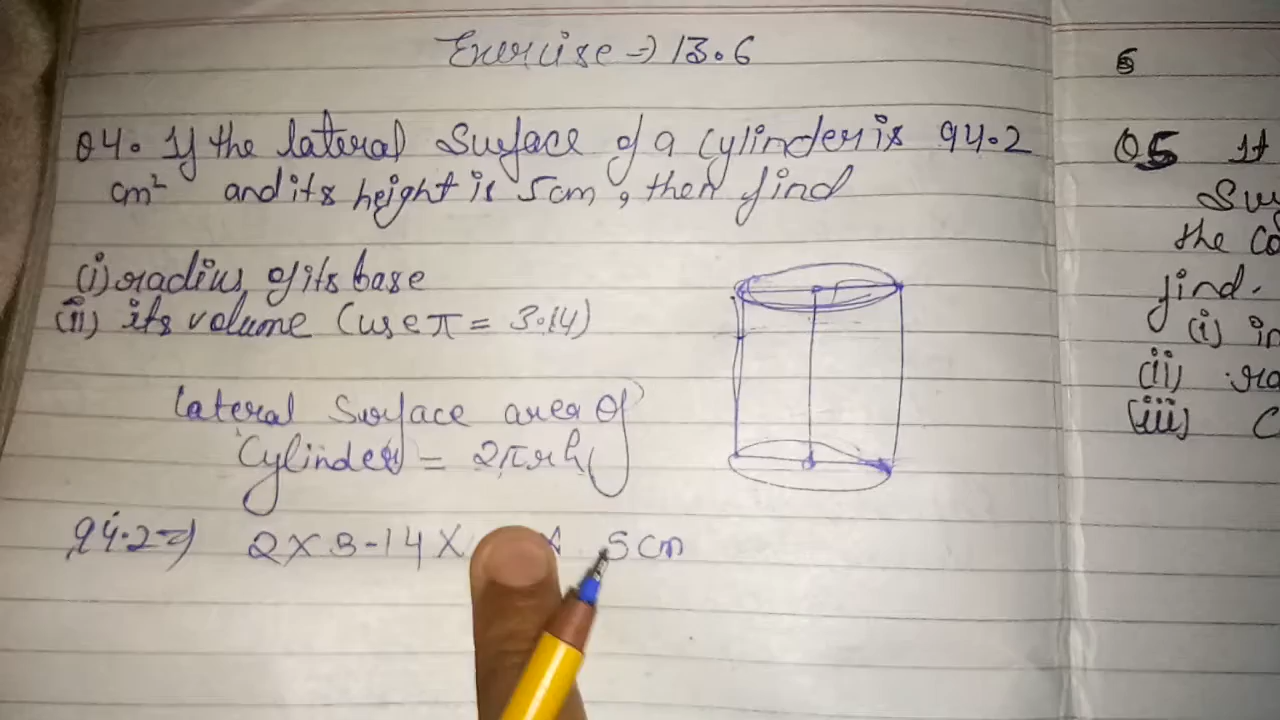 Exercise → 13.6
Q4. If the lateral Surface of a Cylinder is 94.2
cm² and its height is 5cm, then find
(i) radius of its base
(ii) its volume (use π = 3.14)
Lateral Surface area of
Cylinder = 2πrh
94.2 ⇒ 2 × 3.14 × × 5cm
6
Q5 If
Su
the Co
find.
(i) in
(ii) ra
(iii) C